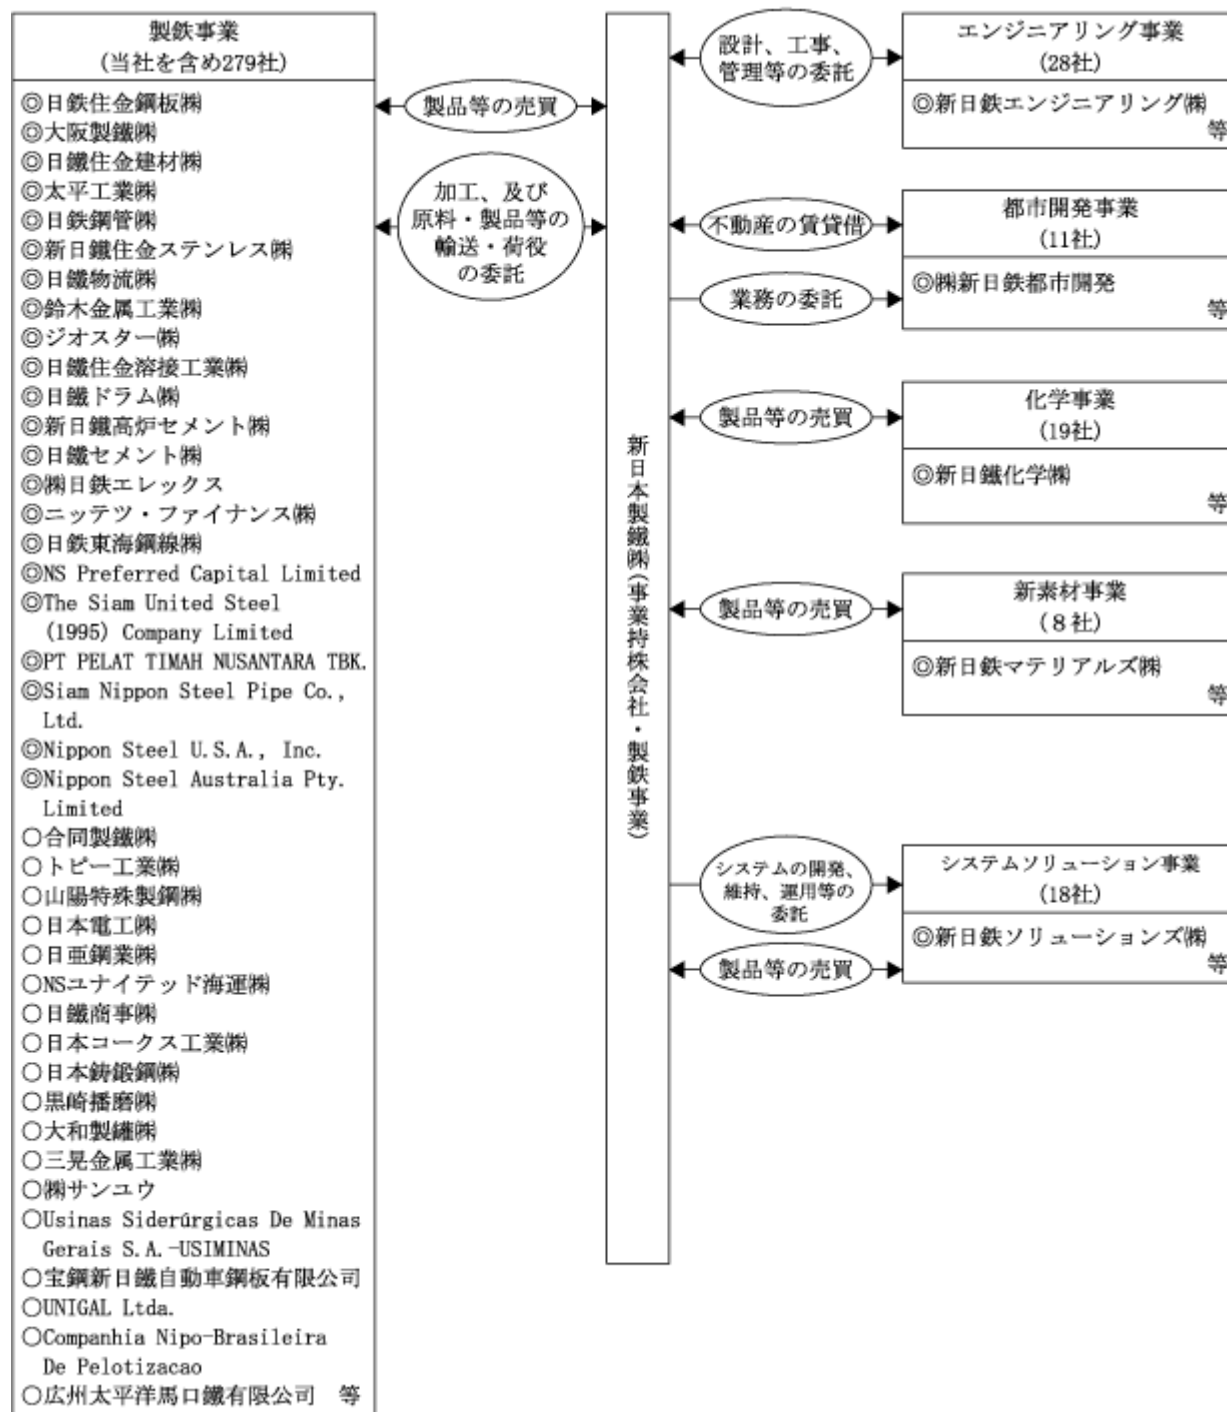 製鉄事業
(当社を含め279社)
◎日鉄住金鋼板㈱
◎大阪製鐵㈱
◎日鐵住金建材㈱
◎太平工業㈱
◎日鉄鋼管㈱
◎新日鐵住金ステンレス㈱
◎日鐵物流㈱
◎鈴木金属工業㈱
◎ジオスター㈱
◎日鐵住金溶接工業㈱
◎日鐵ドラム㈱
◎新日鐵高炉セメント㈱
◎日鐵セメント㈱
◎㈱日鉄エレックス
◎ニッテツ・ファイナンス㈱
◎日鉄東海鋼線㈱
◎NS Preferred Capital Limited
◎The Siam United Steel
(1995) Company Limited
◎PT PELAT TIMAH NUSANTARA TBK.
◎Siam Nippon Steel Pipe Co.,
Ltd.
◎Nippon Steel U.S.A., Inc.
◎Nippon Steel Australia Pty.
Limited
○合同製鐵㈱
○トピー工業㈱
○山陽特殊製鋼㈱
○日本電工㈱
○日亜鋼業㈱
○NSユナイテッド海運㈱
○日鐵商事㈱
○日本コークス工業㈱
○日本鋳鍛鋼㈱
○黒崎播磨㈱
○大和製罐㈱
○三晃金属工業㈱
○㈱サンユウ
○Usinas Siderúrgicas De Minas
Gerais S.A.-USIMINAS
○宝鋼新日鐵自動車鋼板有限公司
○UNIGAL Ltda.
○Companhia Nipo-Brasileira
De Pelotizacao
○広州太平洋馬口鐵有限公司 等
製品等の売買
加工、及び
原料・製品等の
輸送・荷役
の委託
新日本製鐵㈱(事業持株会社・製鉄事業)
設計、工事、
管理等の委託
エンジニアリング事業
(28社)
◎新日鉄エンジニアリング㈱
等
不動産の賃貸借
業務の委託
都市開発事業
(11社)
◎㈱新日鉄都市開発
等
製品等の売買
化学事業
(19社)
◎新日鐵化学㈱
等
製品等の売買
新素材事業
(8社)
◎新日鉄マテリアルズ㈱
等
システムの開発、
維持、運用等の
委託
製品等の売買
システムソリューション事業
(18社)
◎新日鉄ソリューションズ㈱
等